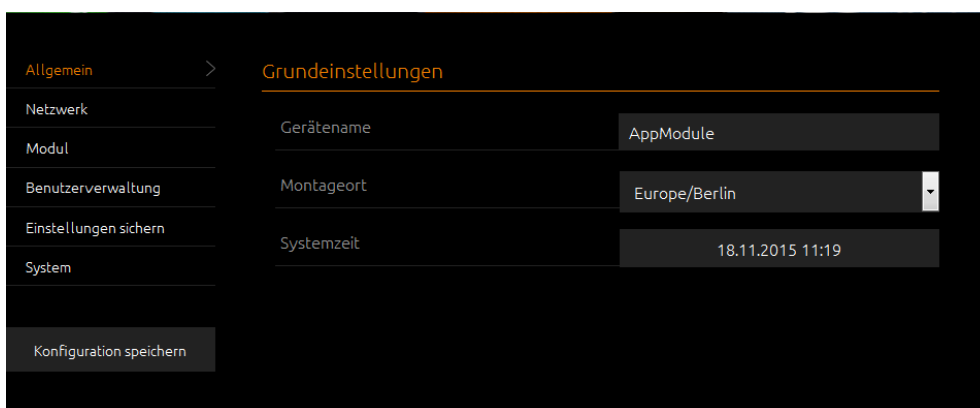 Allgemein
Grundeinstellungen
Netzwerk
Modul
Benutzerverwaltung
Einstellungen sichern
System
Konfiguration speichern
Gerätename
AppModule
Montageort
Europe/Berlin
Systemzeit
18.11.2015 11:19